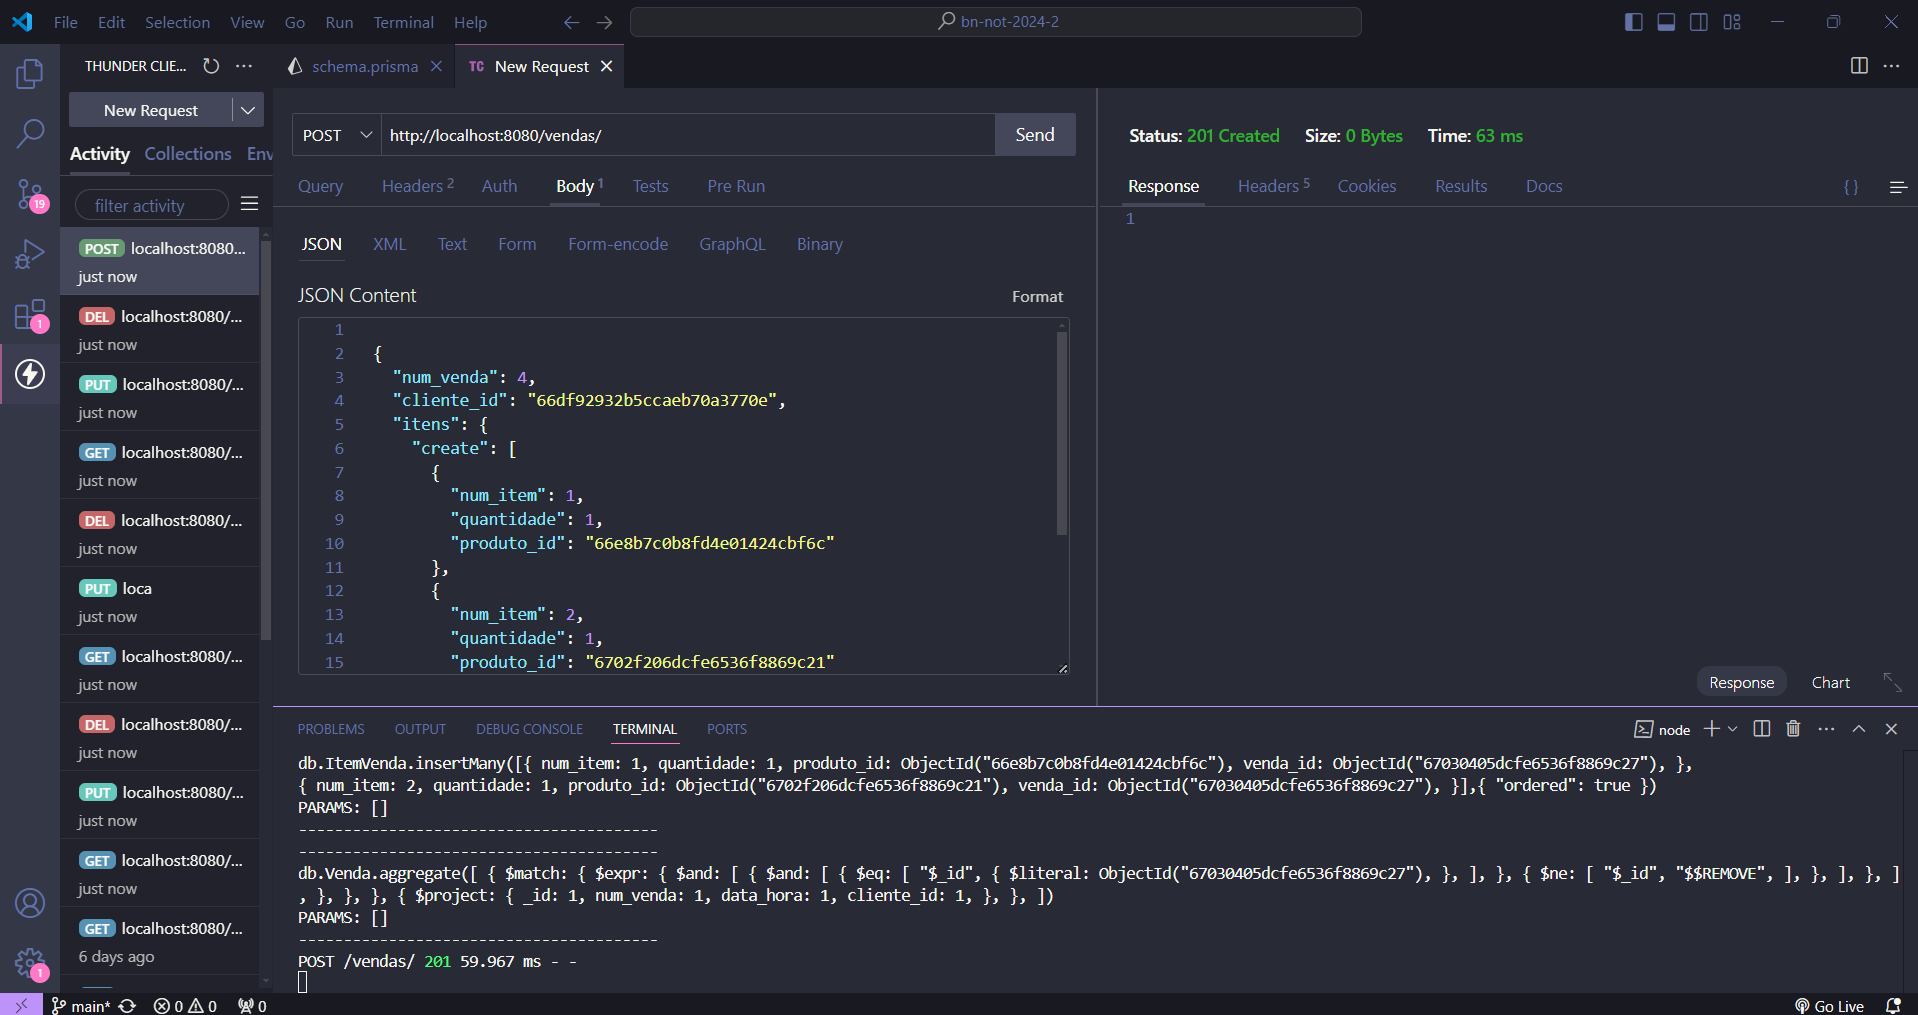 File Edit Selection View Go Run Terminal Help
bn-not-2024-2
THUNDER CLIE...
schema.prisma
TC New Request
New Request
Activity Collections Env
filter activity
POST localhost:8080...
just now
DEL localhost:8080/...
just now
PUT localhost:8080/...
just now
GET localhost:8080/...
just now
DEL localhost:8080/...
just now
PUT loca
just now
GET localhost:8080/...
just now
DEL localhost:8080/...
just now
PUT localhost:8080/...
just now
GET localhost:8080/...
just now
GET localhost:8080/...
6 days ago
19
1
1
POST http://localhost:8080/vendas/ Send
Query Headers 2 Auth Body 1 Tests Pre Run
JSON XML Text Form Form-encode GraphQL Binary
JSON Content Format
1
2 {
3 "num_venda": 4,
4 "cliente_id": "66df92932b5ccaeb70a3770e",
5 "itens": {
6 "create": [
7 {
8 "num_item": 1,
9 "quantidade": 1,
10 "produto_id": "66e8b7c0b8fd4e01424cbf6c"
11 },
12 {
13 "num_item": 2,
14 "quantidade": 1,
15 "produto_id": "6702f206dcfe6536f8869c21"
Status: 201 Created Size: 0 Bytes Time: 63 ms
Response Headers 5 Cookies Results Docs { }
1
Response Chart
PROBLEMS OUTPUT DEBUG CONSOLE TERMINAL PORTS
node
db.ItemVenda.insertMany([{ num_item: 1, quantidade: 1, produto_id: ObjectId("66e8b7c0b8fd4e01424cbf6c"), venda_id: ObjectId("67030405dcfe6536f8869c27"), },
{ num_item: 2, quantidade: 1, produto_id: ObjectId("6702f206dcfe6536f8869c21"), venda_id: ObjectId("67030405dcfe6536f8869c27"), }],{ "ordered": true })
PARAMS: []
----------------------------------------
----------------------------------------
db.Venda.aggregate([ { $match: { $expr: { $and: [ { $and: [ { $eq: [ "$_id", { $literal: ObjectId("67030405dcfe6536f8869c27"), }, ], }, { $ne: [ "$_id", "$$REMOVE", ], }, ], }, ]
, }, }, }, { $project: { _id: 1, num_venda: 1, data_hora: 1, cliente_id: 1, }, }, ])
PARAMS: []
----------------------------------------
POST /vendas/ 201 59.967 ms - -
main* 0 0 0
Go Live